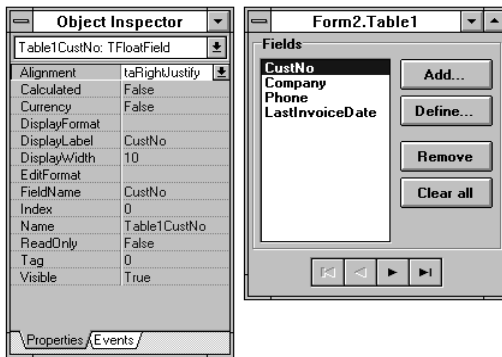 Object Inspector
Table1CustNo: TFloatField
Alignment taRightJustify
Calculated False
Currency False
DisplayFormat
DisplayLabel CustNo
DisplayWidth 10
EditFormat
FieldName CustNo
Index 0
Name Table1CustNo
ReadOnly False
Tag 0
Visible True
Properties Events
Form2.Table1
Fields
CustNo
Company
Phone
LastInvoiceDate
Add...
Define...
Remove
Clear all